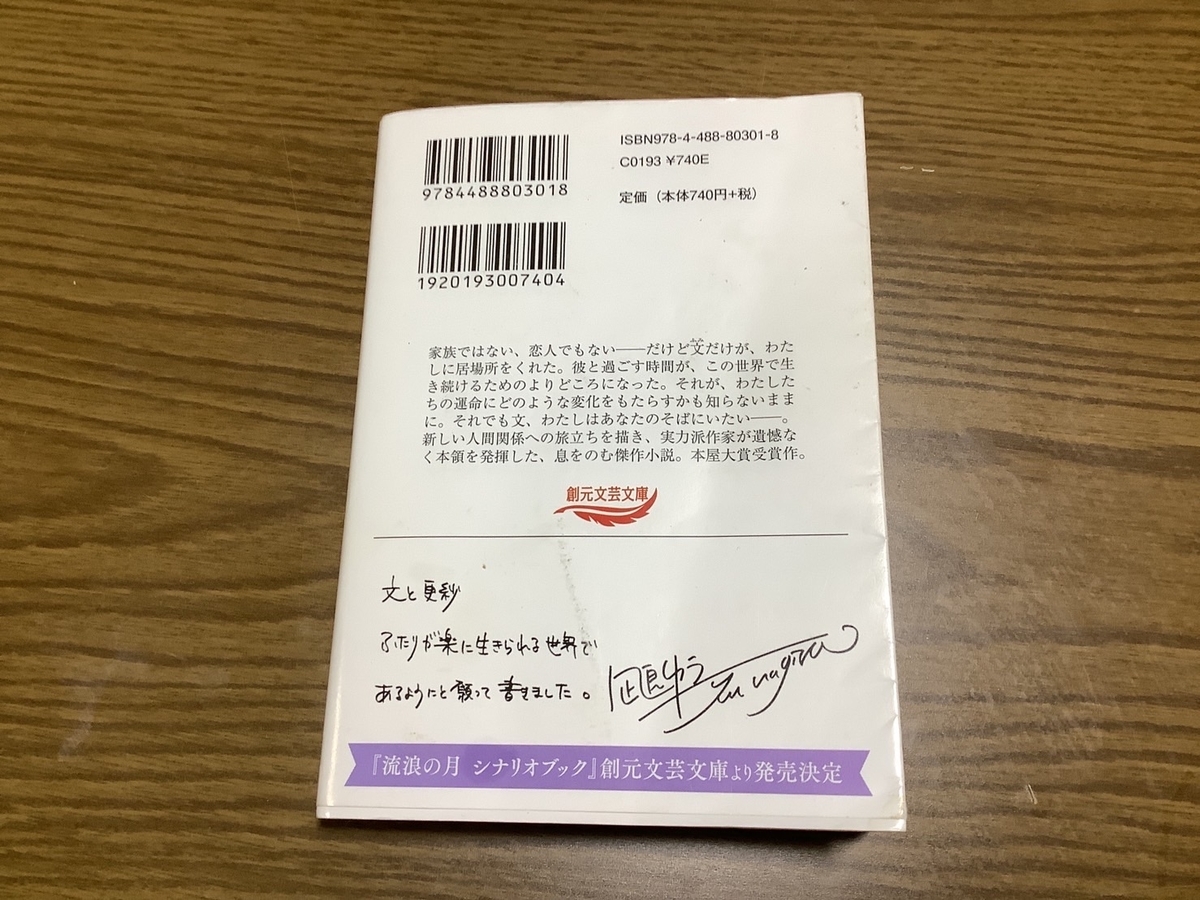 9784488803018
1920193007404
ISBN978-4-488-80301-8
C0193 ¥740E
定価（本体740円+税）
家族ではない、恋人でもない――だけど文だけが、わた
しに居場所をくれた。彼と過ごす時間が、この世界で生
き続けるためのよりどころになった。それが、わたした
ちの運命にどのような変化をもたらすかも知らないまま
に。それでも文、わたしはあなたのそばにいたい――。
新しい人間関係への旅立ちを描き、実力派作家が遺憾な
く本領を発揮した、息をのむ傑作小説。本屋大賞受賞作。
創元文芸文庫
文と更紗
ふたりが楽に生きられる世界で
あるようにと願って書きました。
凪良ゆう
Yuu nagira
『流浪の月 シナリオブック』創元文芸文庫より発売決定